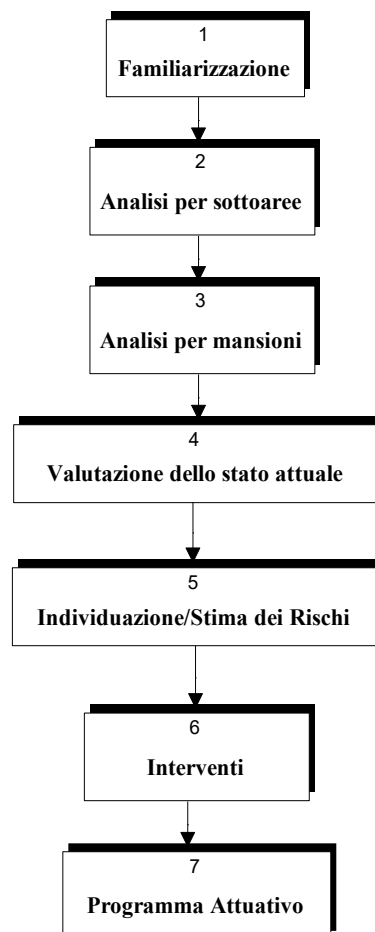 1
Familiarizzazione
2
Analisi per sottoaree
3
Analisi per mansioni
4
Valutazione dello stato attuale
5
Individuazione/Stima dei Rischi
6
Interventi
7
Programma Attuativo